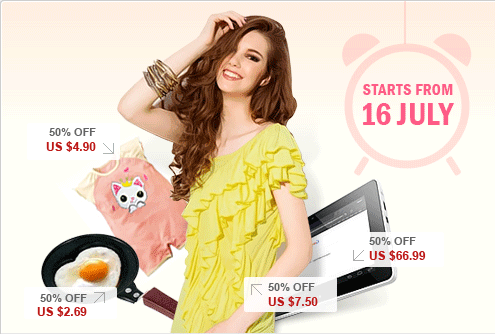 STARTS FROM
16 JULY
50% OFF
US $4.90
50% OFF
US $66.99
50% OFF
US $7.50
50% OFF
US $2.69